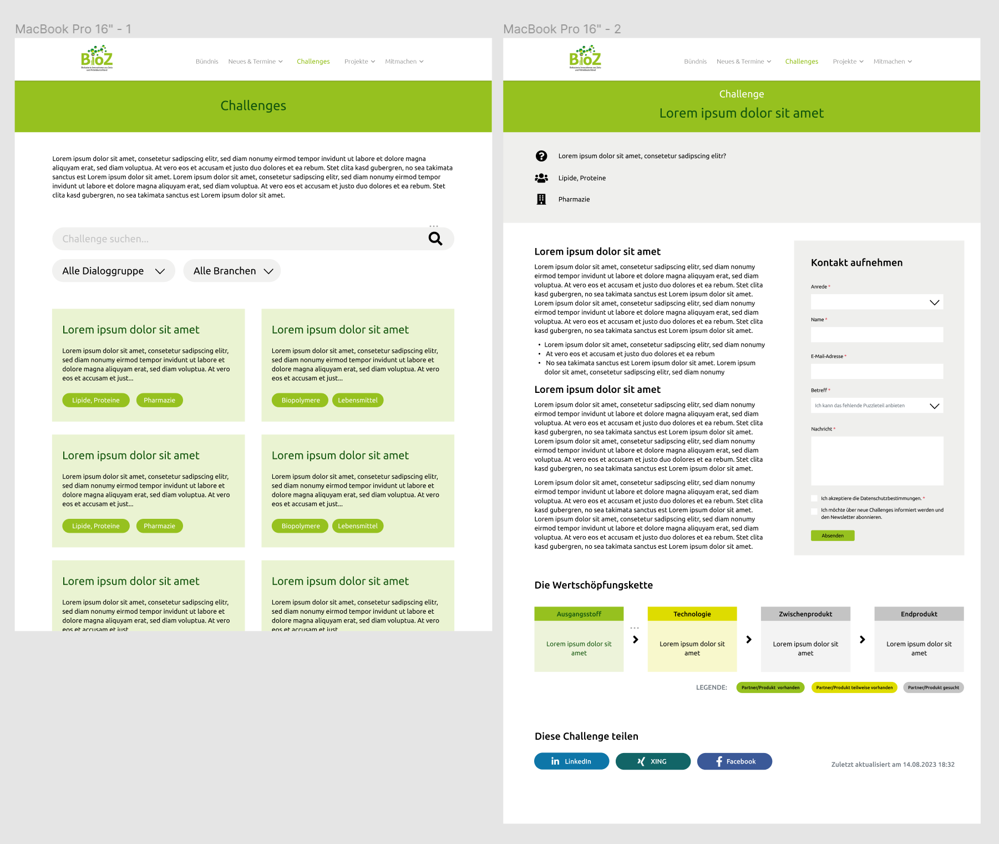 MacBook Pro 16" - 1
BioZ
Biobasierte Innovationen aus Zeitz
und Mitteldeutschland
Bündnis
Neues & Termine
Challenges
Projekte
Mitmachen
Challenges
Lorem ipsum dolor sit amet, consetetur sadipscing elitr, sed diam nonumy eirmod tempor invidunt ut labore et dolore magna
aliquyam erat, sed diam voluptua. At vero eos et accusam et justo duo dolores et ea rebum. Stet clita kasd gubergren, no sea takimata
sanctus est Lorem ipsum dolor sit amet. Lorem ipsum dolor sit amet, consetetur sadipscing elitr, sed diam nonumy eirmod tempor
invidunt ut labore et dolore magna aliquyam erat, sed diam voluptua. At vero eos et accusam et justo duo dolores et ea rebum. Stet
clita kasd gubergren, no sea takimata sanctus est Lorem ipsum dolor sit amet.
Challenge suchen...
Alle Dialoggruppe
Alle Branchen
Lorem ipsum dolor sit amet
Lorem ipsum dolor sit amet, consetetur sadipscing elitr,
sed diam nonumy eirmod tempor invidunt ut labore et
dolore magna aliquyam erat, sed diam voluptua. At vero
eos et accusam et just...
Lipide, Proteine
Pharmazie
Lorem ipsum dolor sit amet
Lorem ipsum dolor sit amet, consetetur sadipscing elitr,
sed diam nonumy eirmod tempor invidunt ut labore et
dolore magna aliquyam erat, sed diam voluptua. At vero
eos et accusam et just...
Biopolymere
Lebensmittel
Lorem ipsum dolor sit amet
Lorem ipsum dolor sit amet, consetetur sadipscing elitr,
sed diam nonumy eirmod tempor invidunt ut labore et
dolore magna aliquyam erat, sed diam voluptua. At vero
eos et accusam et just...
Lipide, Proteine
Pharmazie
Lorem ipsum dolor sit amet
Lorem ipsum dolor sit amet, consetetur sadipscing elitr,
sed diam nonumy eirmod tempor invidunt ut labore et
dolore magna aliquyam erat, sed diam voluptua. At vero
eos et accusam et just...
Biopolymere
Lebensmittel
Lorem ipsum dolor sit amet
Lorem ipsum dolor sit amet, consetetur sadipscing elitr,
sed diam nonumy eirmod tempor invidunt ut labore et
dolore magna aliquyam erat, sed diam voluptua. At vero
eos et accusam et just
Lorem ipsum dolor sit amet
Lorem ipsum dolor sit amet, consetetur sadipscing elitr,
sed diam nonumy eirmod tempor invidunt ut labore et
dolore magna aliquyam erat, sed diam voluptua. At vero
eos et accusam et just
MacBook Pro 16" - 2
BioZ
Biobasierte Innovationen aus Zeitz
und Mitteldeutschland
Bündnis
Neues & Termine
Challenges
Projekte
Mitmachen
Challenge
Lorem ipsum dolor sit amet
Lorem ipsum dolor sit amet, consetetur sadipscing elitr?
Lipide, Proteine
Pharmazie
Lorem ipsum dolor sit amet
Lorem ipsum dolor sit amet, consetetur sadipscing elitr, sed diam nonumy
eirmod tempor invidunt ut labore et dolore magna aliquyam erat, sed diam
voluptua. At vero eos et accusam et justo duo dolores et ea rebum. Stet clita
kasd gubergren, no sea takimata sanctus est Lorem ipsum dolor sit amet.
Lorem ipsum dolor sit amet, consetetur sadipscing elitr, sed diam nonumy
eirmod tempor invidunt ut labore et dolore magna aliquyam erat, sed diam
voluptua. At vero eos et accusam et justo duo dolores et ea rebum. Stet clita
kasd gubergren, no sea takimata sanctus est Lorem ipsum dolor sit amet.
• Lorem ipsum dolor sit amet, consetetur sadipscing elitr, sed diam nonumy
• At vero eos et accusam et justo duo dolores et ea rebum
• No sea takimata sanctus est Lorem ipsum dolor sit amet. Lorem ipsum
dolor sit amet, consetetur sadipscing elitr, sed diam nonumy
Lorem ipsum dolor sit amet
Lorem ipsum dolor sit amet, consetetur sadipscing elitr, sed diam nonumy
eirmod tempor invidunt ut labore et dolore magna aliquyam erat, sed diam
voluptua. At vero eos et accusam et justo duo dolores et ea rebum. Stet clita
kasd gubergren, no sea takimata sanctus est Lorem ipsum dolor sit amet.
Lorem ipsum dolor sit amet, consetetur sadipscing elitr, sed diam nonumy
eirmod tempor invidunt ut labore et dolore magna aliquyam erat, sed diam
voluptua. At vero eos et accusam et justo duo dolores et ea rebum. Stet clita
kasd gubergren, no sea takimata sanctus est Lorem ipsum dolor sit amet.
Lorem ipsum dolor sit amet, consetetur sadipscing elitr, sed diam nonumy
eirmod tempor invidunt ut labore et dolore magna aliquyam erat, sed diam
voluptua. At vero eos et accusam et justo duo dolores et ea rebum. Stet clita
kasd gubergren, no sea takimata sanctus est Lorem ipsum dolor sit amet.
Lorem ipsum dolor sit amet, consetetur sadipscing elitr, sed diam nonumy
eirmod tempor invidunt ut labore et dolore magna aliquyam erat, sed diam
voluptua. At vero eos et accusam et justo duo dolores et ea rebum. Stet clita
kasd gubergren, no sea takimata sanctus est Lorem ipsum dolor sit amet.
Kontakt aufnehmen
Anrede *
Name *
E-Mail-Adresse *
Betreff *
Ich kann das fehlende Puzzleteil anbieten
Nachricht *
Ich akzeptiere die Datenschutzbestimmungen. *
Ich möchte über neue Challenges informiert werden und
den Newsletter abonnieren.
Absenden
Die Wertschöpfungskette
Ausgangsstoff
Lorem ipsum dolor sit
amet
Technologie
Lorem ipsum dolor sit
amet
Zwischenprodukt
Lorem ipsum dolor sit
amet
Endprodukt
Lorem ipsum dolor sit
amet
LEGENDE:
Partner/Produkt vorhanden
Partner/Produkt teilweise vorhanden
Partner/Produkt gesucht
Diese Challenge teilen
LinkedIn
XING
Facebook
Zuletzt aktualisiert am 14.08.2023 18:32